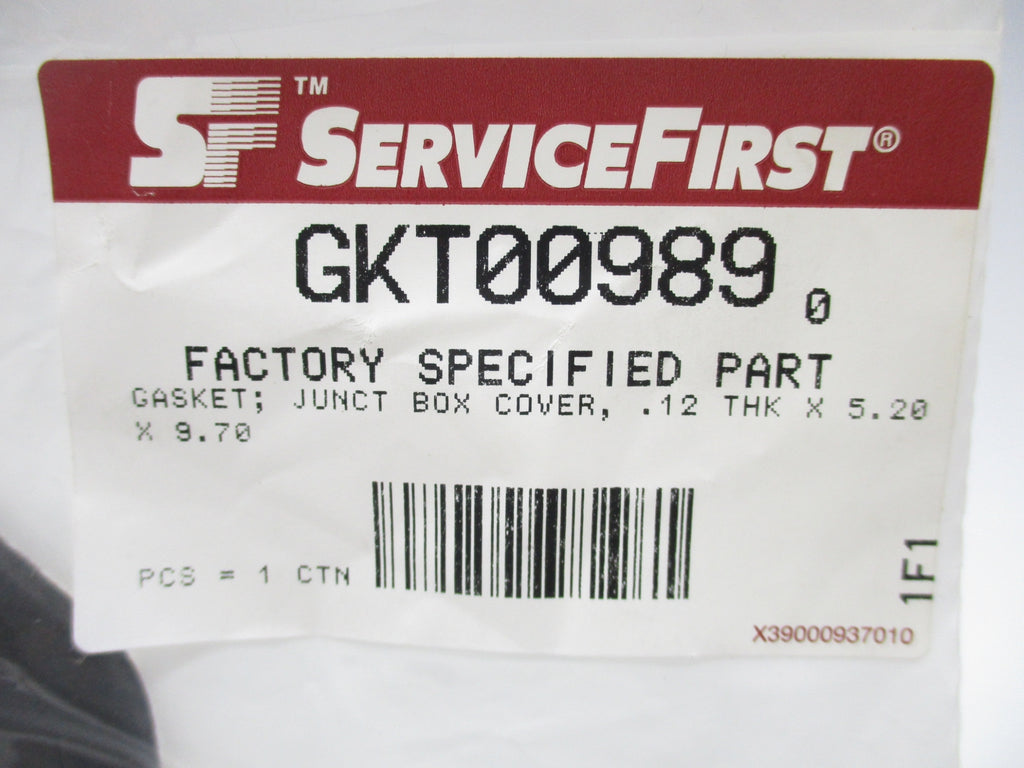 SF™ SERVICEFIRST®
GKT00989 0
FACTORY SPECIFIED PART
GASKET; JUNCT BOX COVER, .12 THK X 5.20
X 9.70
PCS = 1 CTN
1F1
X39000937010